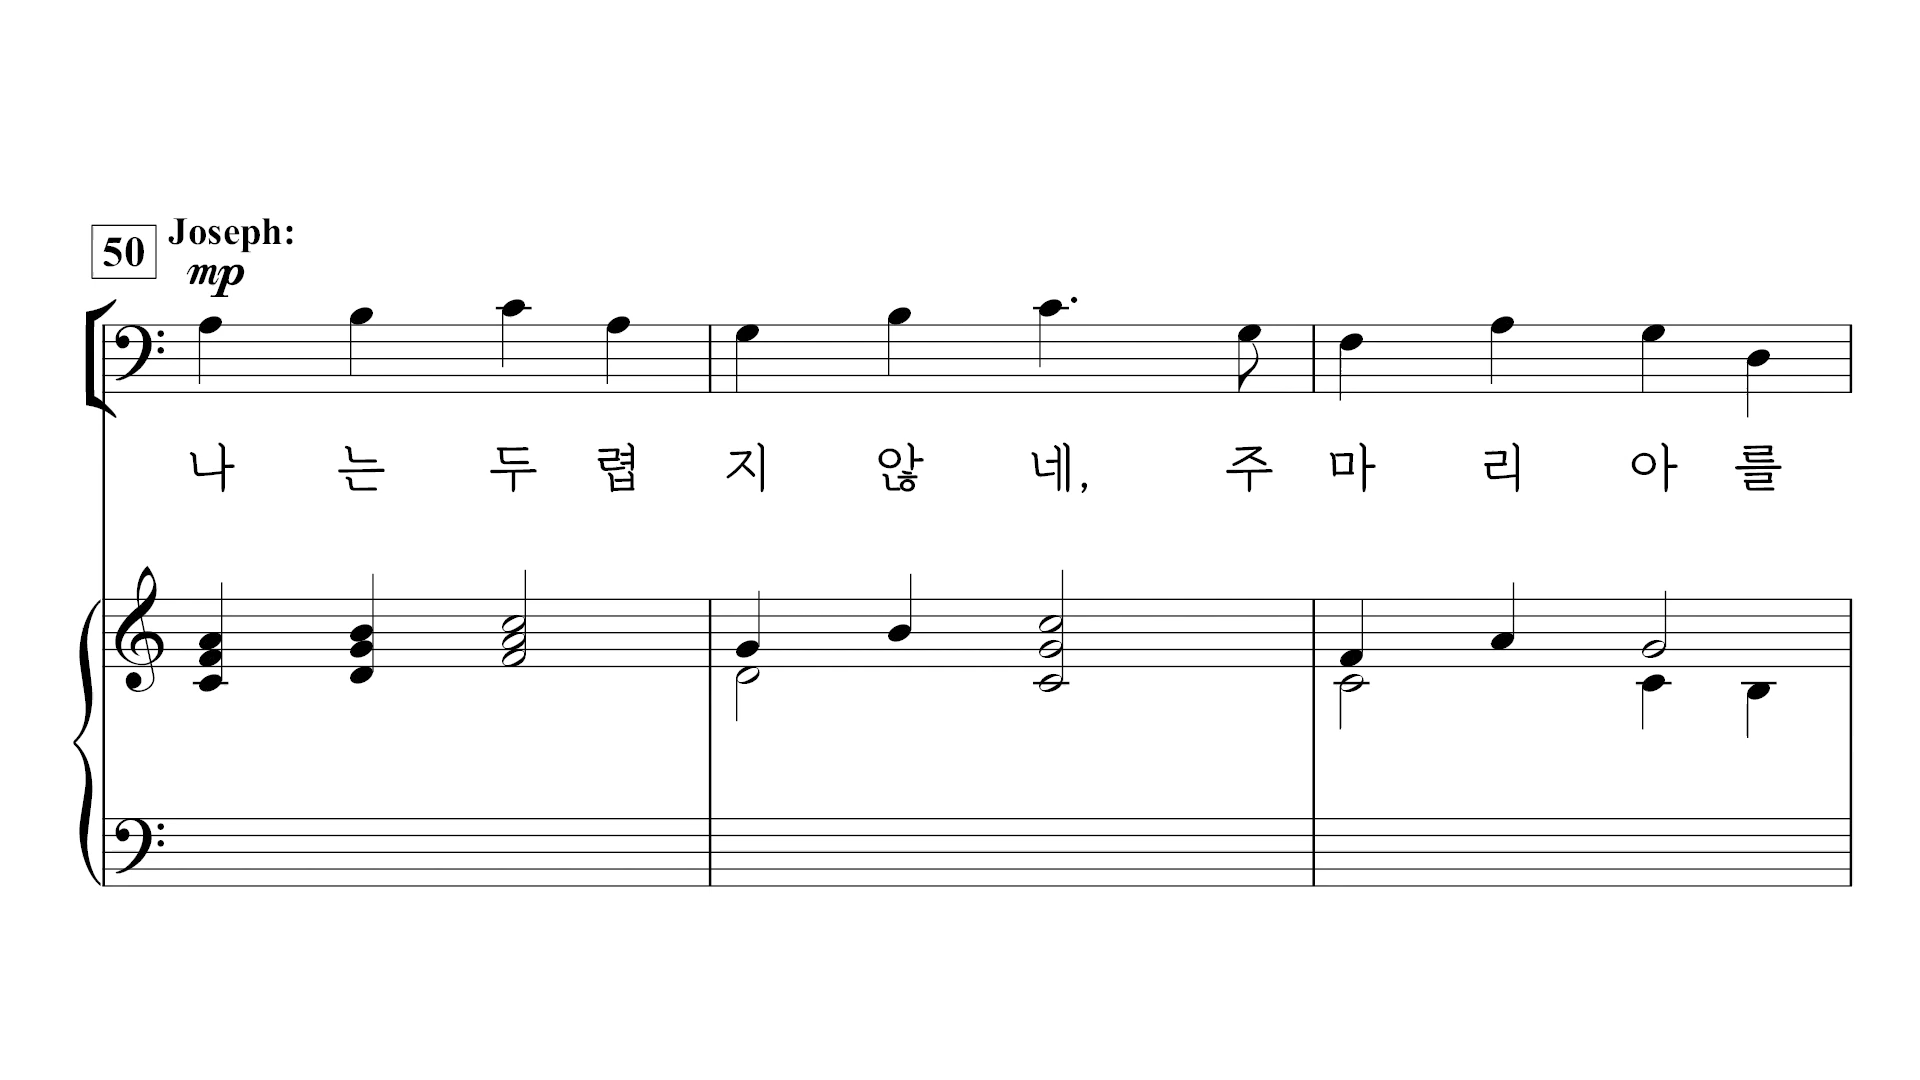 50 Joseph:
mp
나 는 두 렵 지 않 네, 주 마 리 아 를